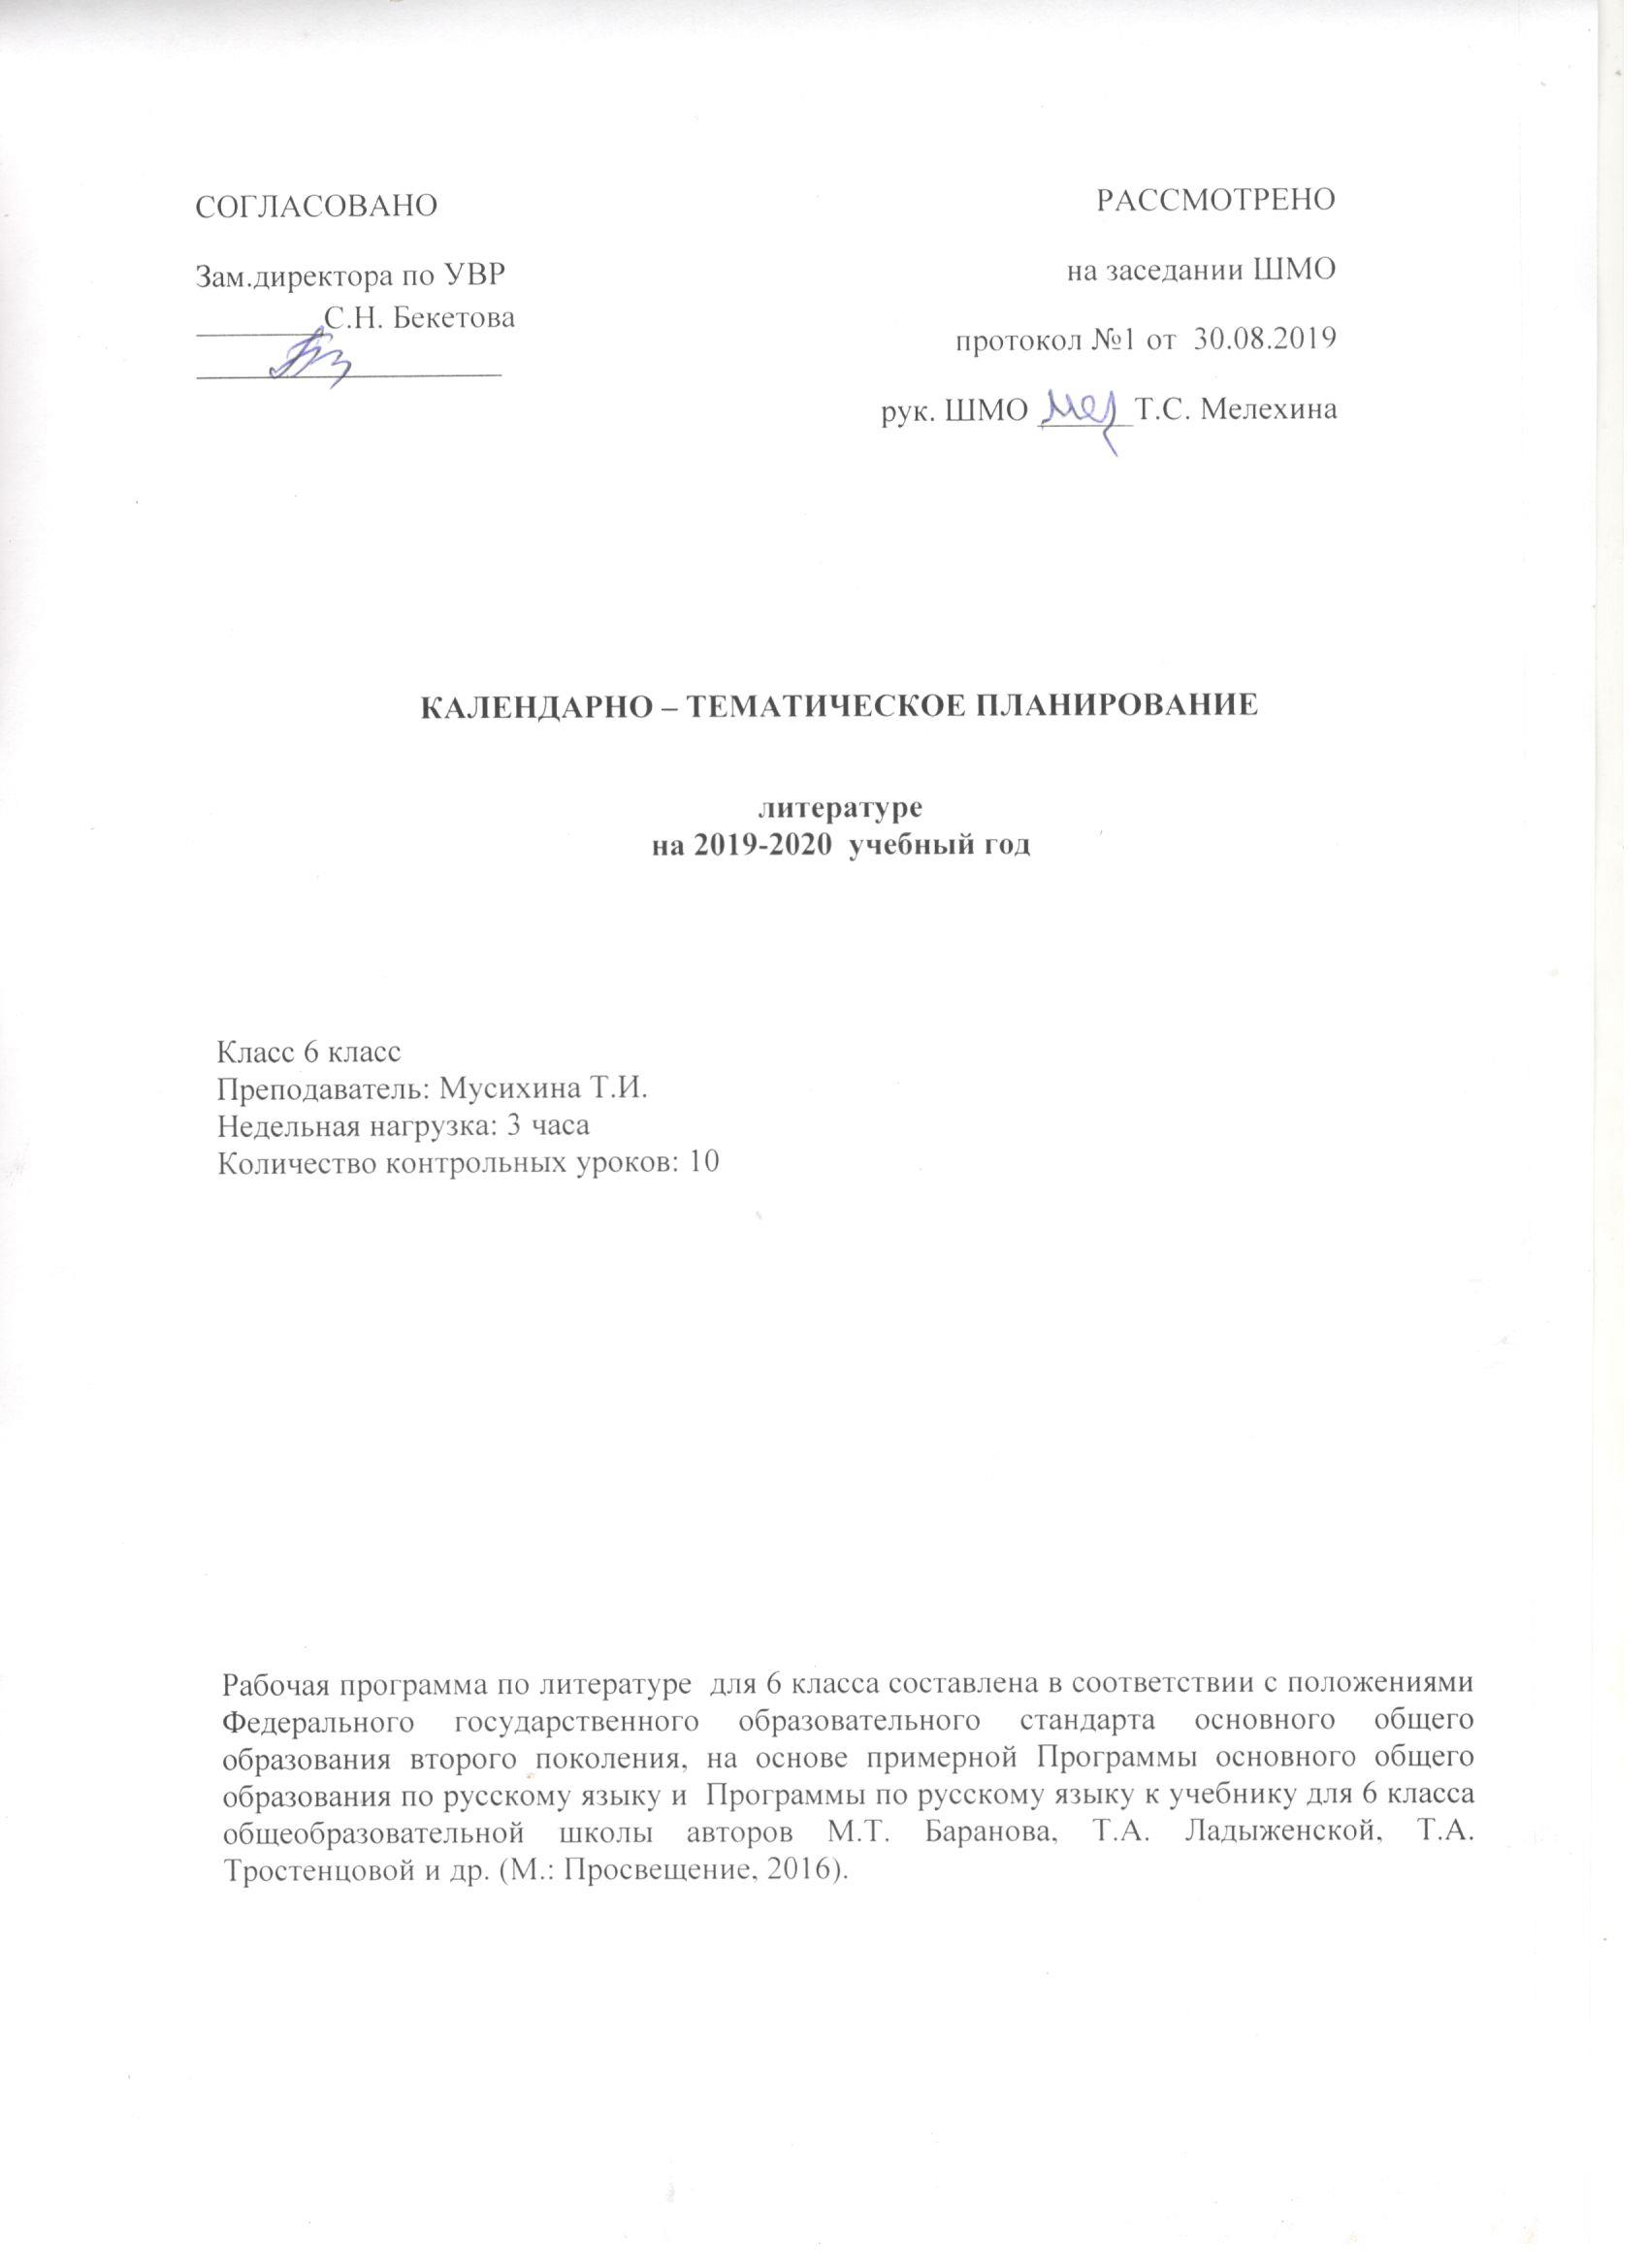 СОГЛАСОВАНО
Зам.директора по УВР
________С.Н. Бекетова
___________________
РАССМОТРЕНО
на заседании ШМО
протокол №1 от  30.08.2019
рук. ШМО ______Т.С. Мелехина
КАЛЕНДАРНО – ТЕМАТИЧЕСКОЕ ПЛАНИРОВАНИЕ
литературе
на 2019-2020  учебный год
Класс 6 класс
Преподаватель: Мусихина Т.И.
Недельная нагрузка: 3 часа
Количество контрольных уроков: 10
Рабочая программа по литературе  для 6 класса составлена в соответствии с положениями
Федерального государственного образовательного стандарта основного общего
образования второго поколения, на основе примерной Программы основного общего
образования по русскому языку и  Программы по русскому языку к учебнику для 6 класса
общеобразовательной школы авторов М.Т. Баранова, Т.А. Ладыженской, Т.А.
Тростенцовой и др. (М.: Просвещение, 2016).